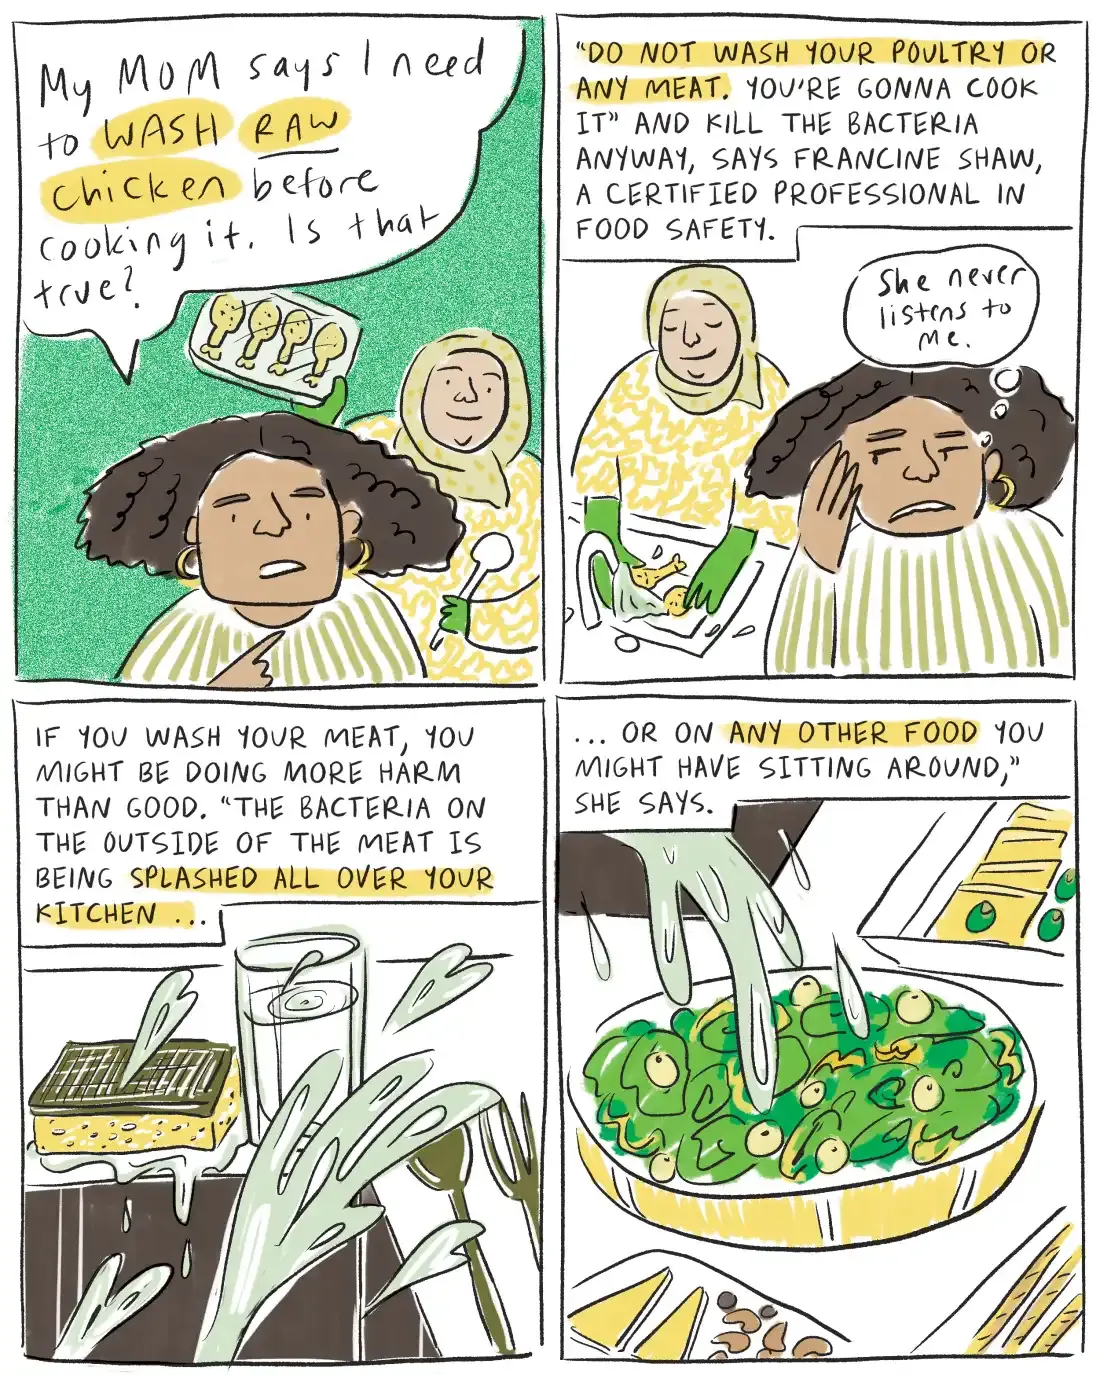 My MOM says I need
to WASH RAW
chicken before
cooking it. Is that
true?
"DO NOT WASH YOUR POULTRY OR
ANY MEAT. YOU'RE GONNA COOK
IT" AND KILL THE BACTERIA
ANYWAY, SAYS FRANCINE SHAW,
A CERTIFIED PROFESSIONAL IN
FOOD SAFETY.
She never
listens to
me.
IF YOU WASH YOUR MEAT, YOU
MIGHT BE DOING MORE HARM
THAN GOOD. "THE BACTERIA ON
THE OUTSIDE OF THE MEAT IS
BEING SPLASHED ALL OVER YOUR
KITCHEN ...
... OR ON ANY OTHER FOOD YOU
MIGHT HAVE SITTING AROUND,"
SHE SAYS.